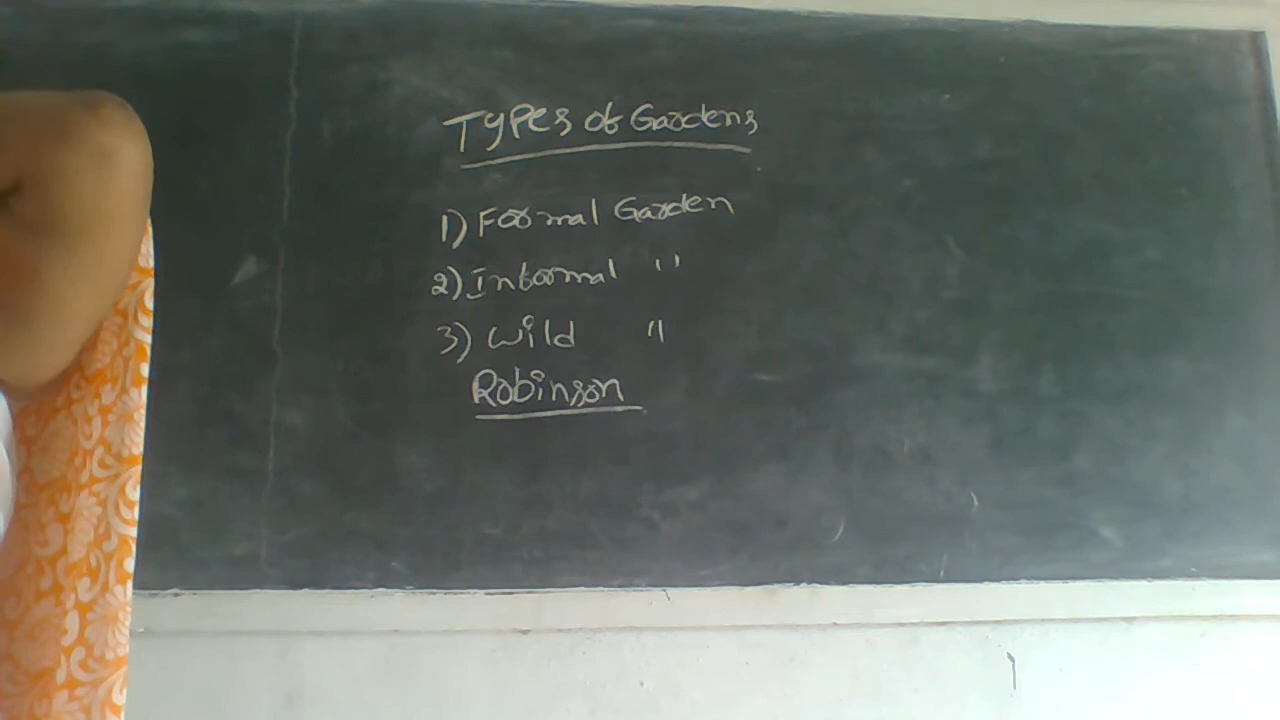 Types of Gardens
1) Formal Garden
2) Informal "
3) Wild "
Robinson